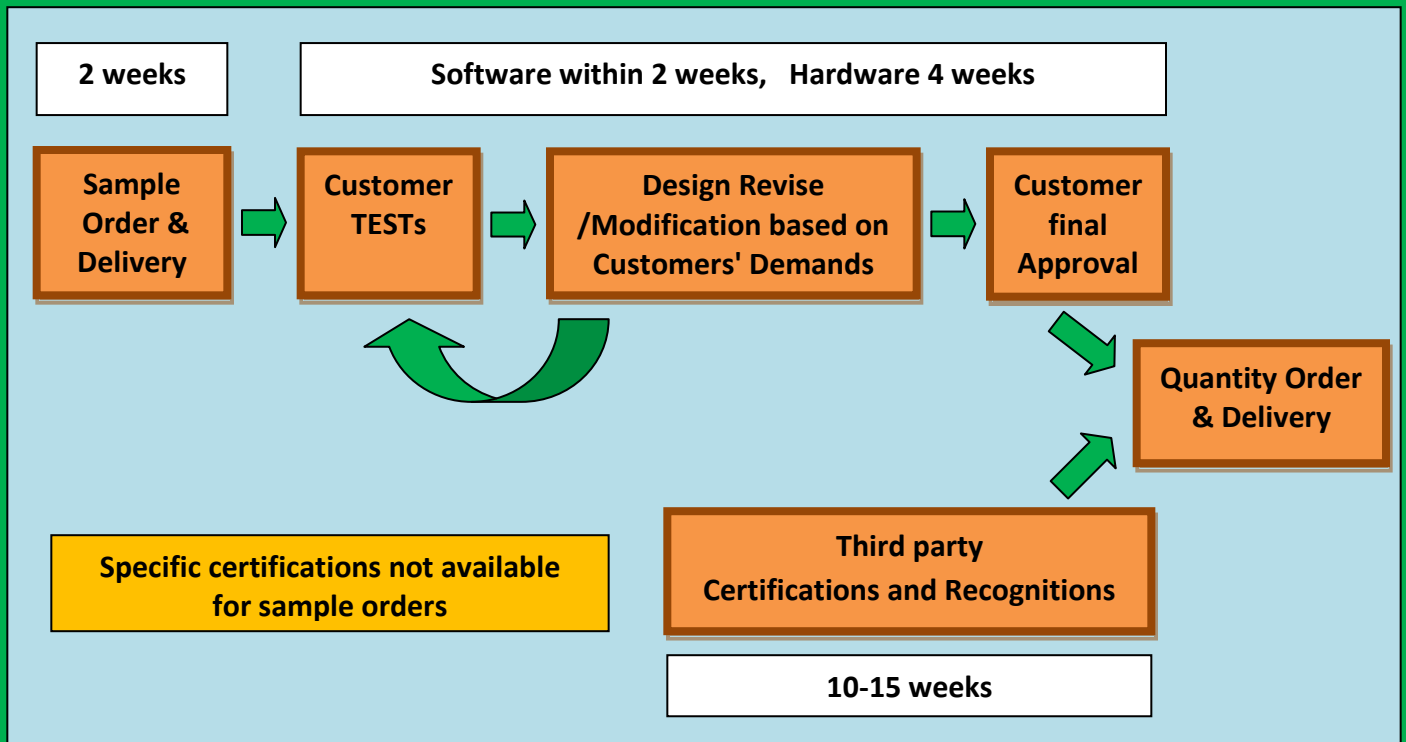 2 weeks
Software within 2 weeks,   Hardware 4 weeks
Sample
Order &
Delivery
Customer
TESTs
Design Revise
/Modification based on
Customers' Demands
Customer
final
Approval
Quantity Order
& Delivery
Specific certifications not available
for sample orders
Third party
Certifications and Recognitions
10-15 weeks